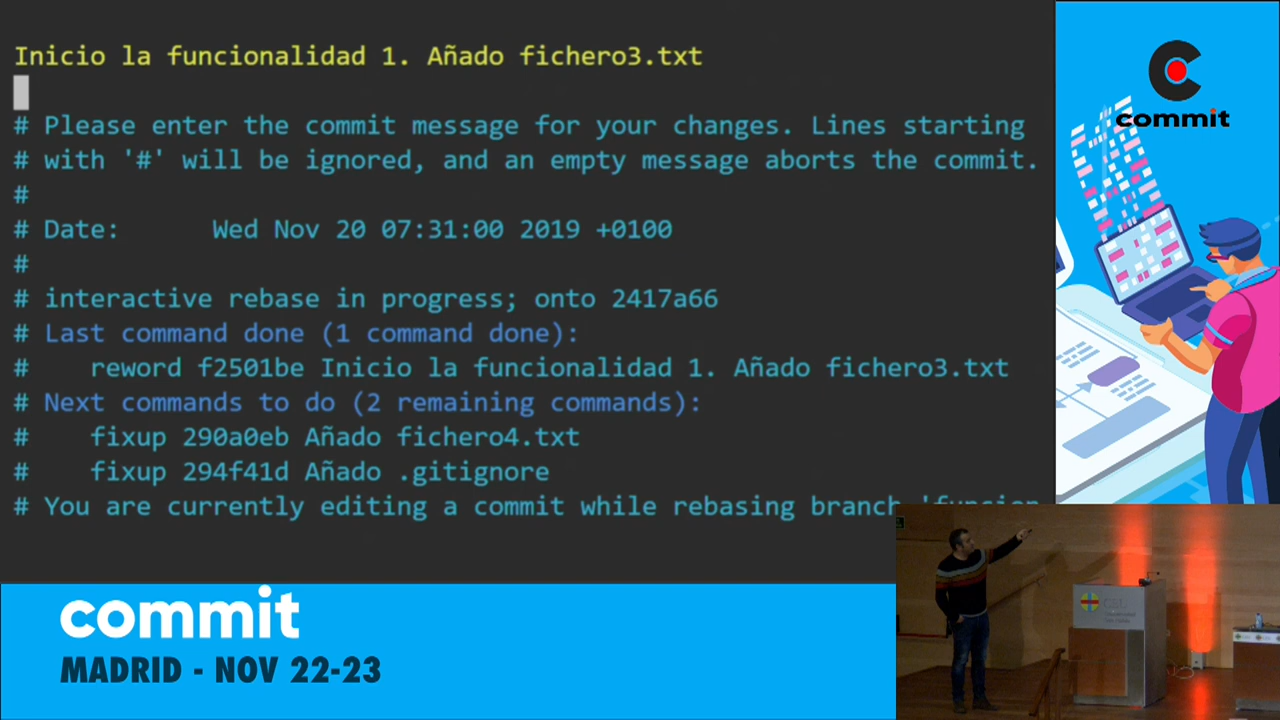 Inicio la funcionalidad 1. Añado fichero3.txt
# Please enter the commit message for your changes. Lines starting
# with '#' will be ignored, and an empty message aborts the commit.
#
# Date:      Wed Nov 20 07:31:00 2019 +0100
#
# interactive rebase in progress; onto 2417a66
# Last command done (1 command done):
#    reword f2501be Inicio la funcionalidad 1. Añado fichero3.txt
# Next commands to do (2 remaining commands):
#    fixup 290a0eb Añado fichero4.txt
#    fixup 294f41d Añado .gitignore
# You are currently editing a commit while rebasing branch 'funcion
commit
commit
MADRID - NOV 22-23
CEU